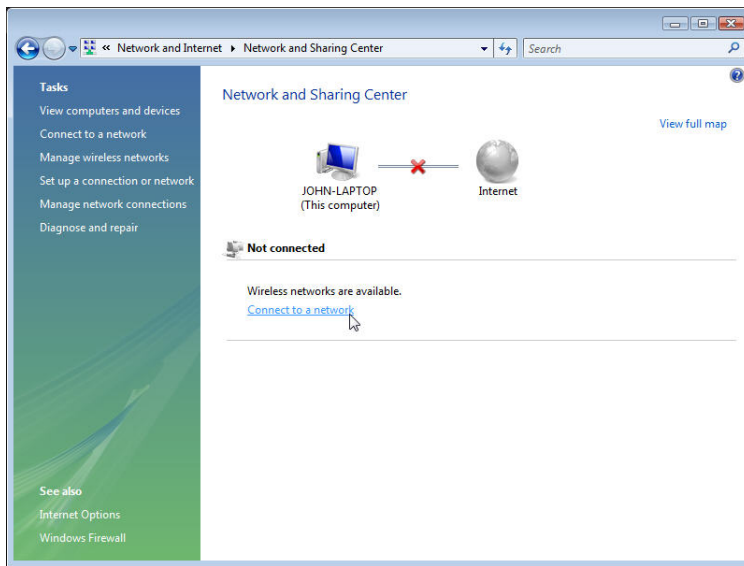 « Network and Internet ▸ Network and Sharing Center
Search
Tasks
View computers and devices
Connect to a network
Manage wireless networks
Set up a connection or network
Manage network connections
Diagnose and repair
See also
Internet Options
Windows Firewall
Network and Sharing Center
View full map
JOHN-LAPTOP
(This computer)
Internet
Not connected
Wireless networks are available.
Connect to a network